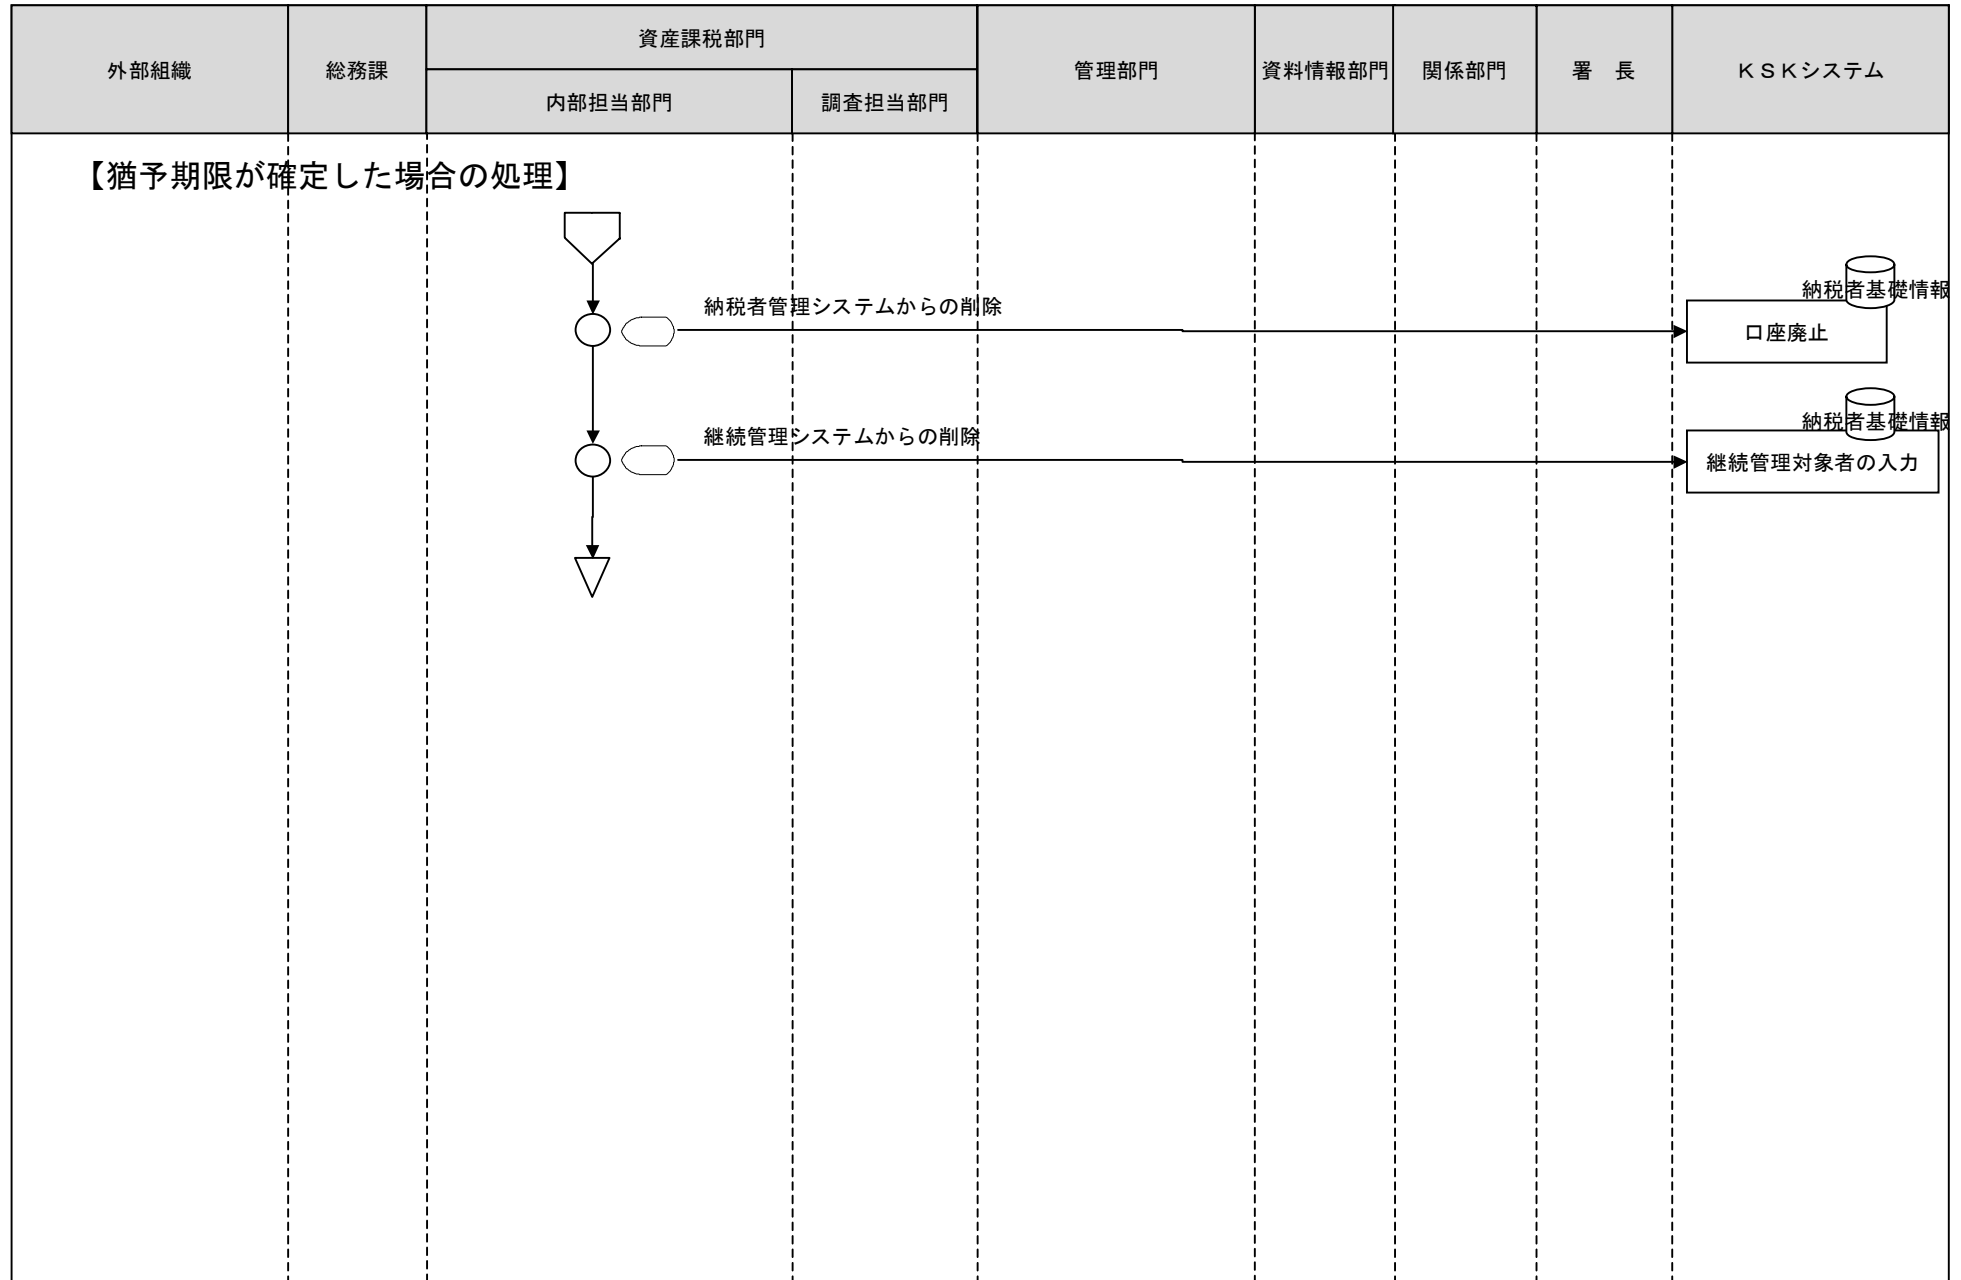 外部組織
総務課
資産課税部門
内部担当部門
調査担当部門
管理部門
資料情報部門
関係部門
署　長
ＫＳＫシステム
【猶予期限が確定した場合の処理】
納税者管理システムからの削除
納税者基礎情報
口座廃止
継続管理システムからの削除
納税者基礎情報
継続管理対象者の入力